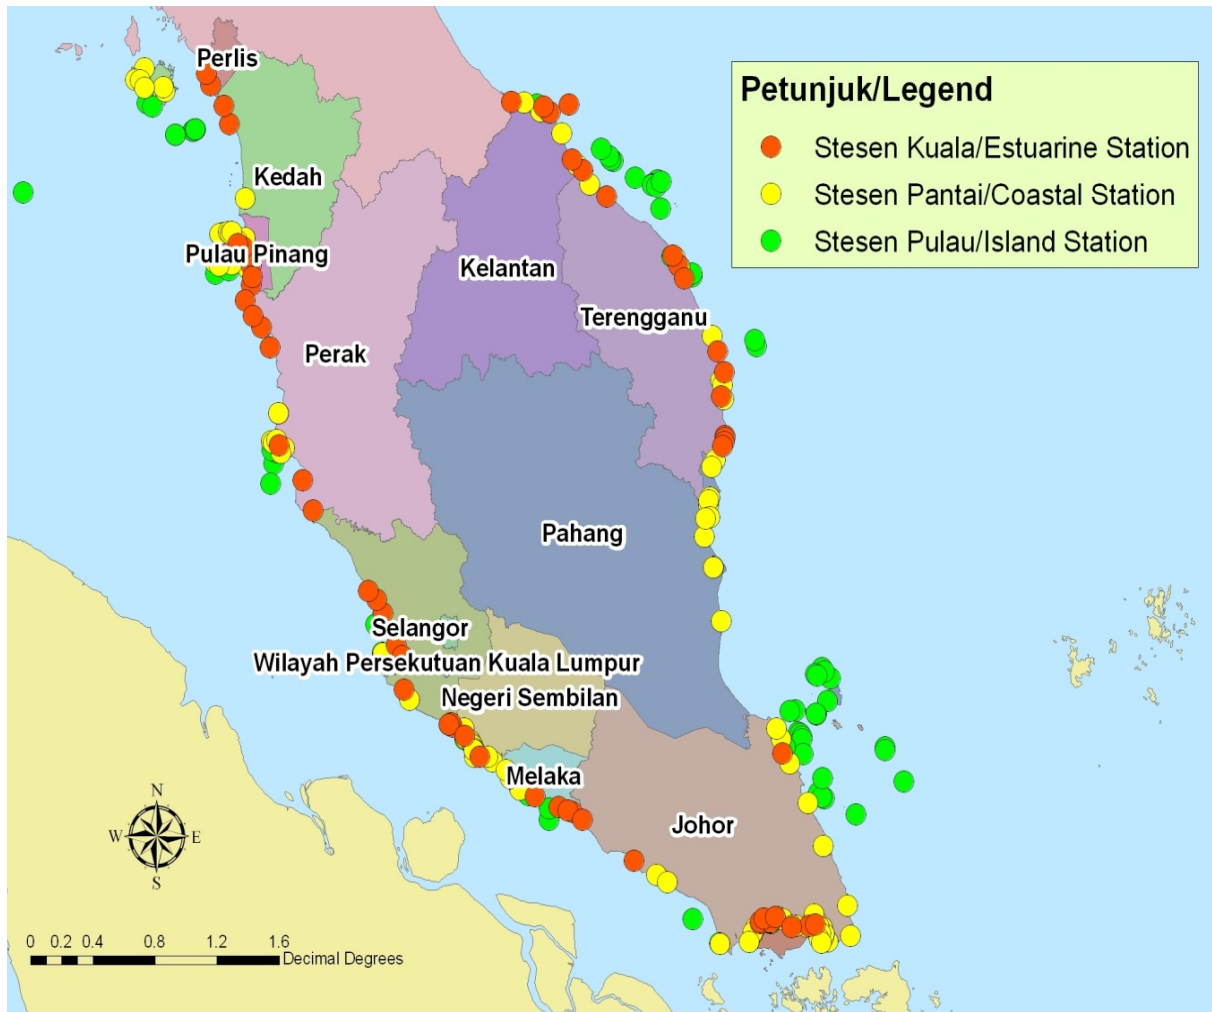 Perlis
Petunjuk/Legend
Stesen Kuala/Estuarine Station
Kedah
Stesen Pantai/Coastal Station
Stesen Pulau/Island Station
Pulau Pinang
Kelantan
Terengganu
Perak
Pahang
Selangor
Wilayah Persekutuan Kuala Lumpur
Negeri Sembilan
Melaka
Johor
N
W E
S
0 0.2 0.4 0.8 1.2 1.6
Decimal Degrees